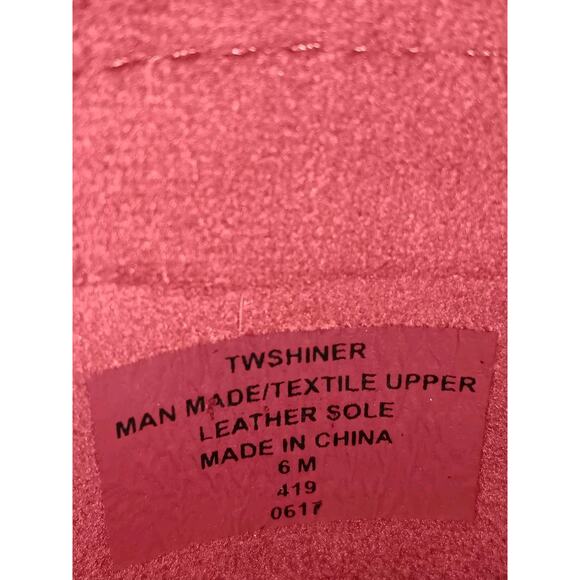 TWSHINER
MAN MADE/TEXTILE UPPER
LEATHER SOLE
MADE IN CHINA
6 M
419
0617